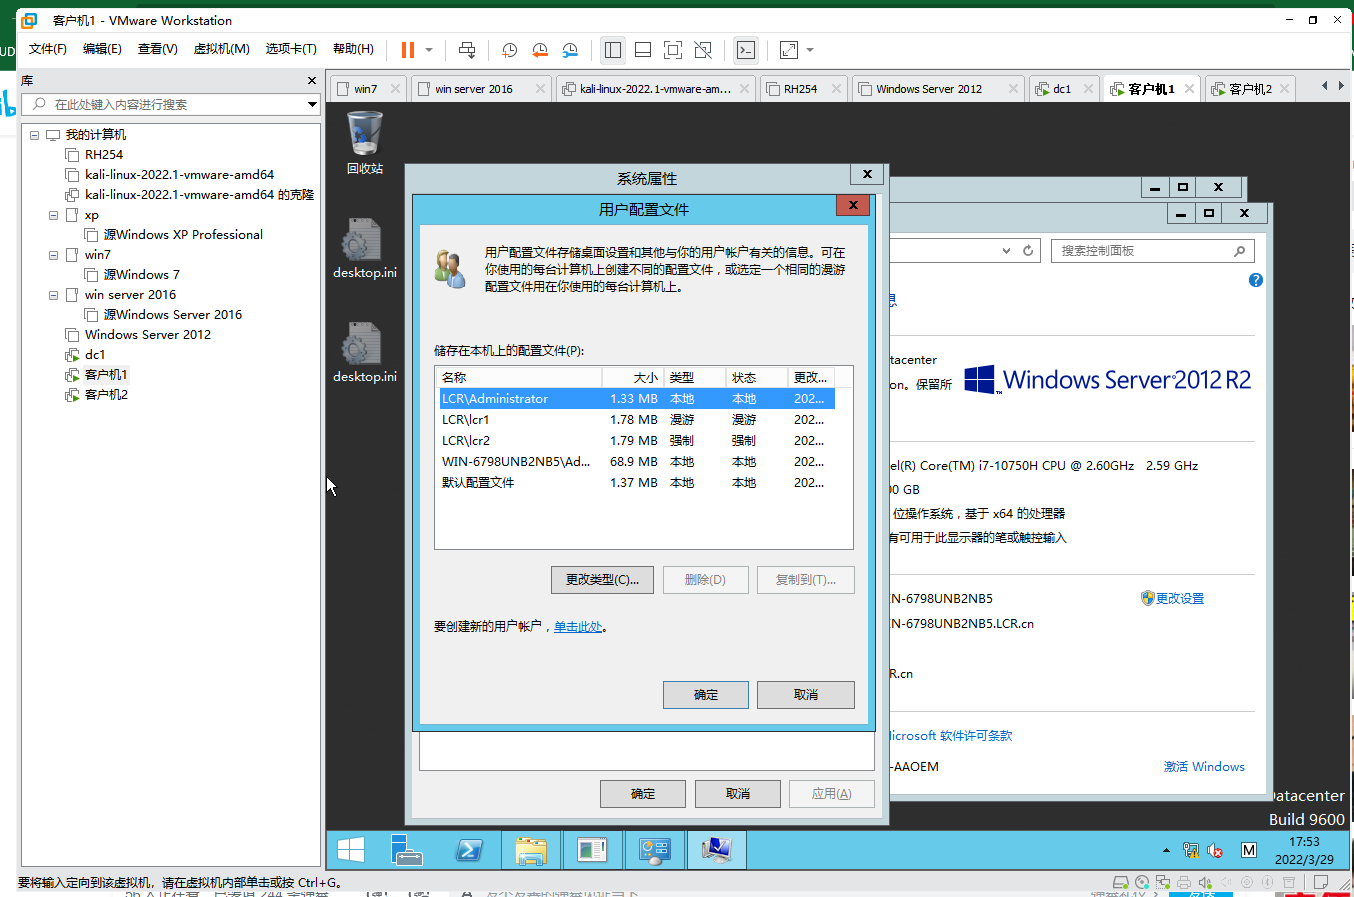 客户机1 - VMware Workstation
文件(F) 编辑(E) 查看(V) 虚拟机(M) 选项卡(T) 帮助(H)
库
在此处键入内容进行搜索
我的计算机
RH254
kali-linux-2022.1-vmware-amd64
kali-linux-2022.1-vmware-amd64 的克隆
xp
源Windows XP Professional
win7
源Windows 7
win server 2016
源Windows Server 2016
Windows Server 2012
dc1
客户机1
客户机2
win7
win server 2016
kali-linux-2022.1-vmware-am...
RH254
Windows Server 2012
dc1
客户机1
客户机2
回收站
desktop.ini
desktop.ini
系统属性
用户配置文件
用户配置文件存储桌面设置和其他与你的用户帐户有关的信息。可在
你使用的每台计算机上创建不同的配置文件，或选定一个相同的漫游
配置文件用在你使用的每台计算机上。
储存在本机上的配置文件(P):
名称 大小 类型 状态 更改...
LCR\Administrator 1.33 MB 本地 本地 202...
LCR\lcr1 1.78 MB 漫游 漫游 202...
LCR\lcr2 1.79 MB 强制 强制 202...
WIN-6798UNB2NB5\Ad... 68.9 MB 本地 本地 202...
默认配置文件 1.37 MB 本地 本地 202...
更改类型(C)... 删除(D) 复制到(T)...
要创建新的用户帐户，单击此处。
确定 取消
确定 取消 应用(A)
搜索控制面板
息
tacenter
on。保留所
Windows Server 2012 R2
el(R) Core(TM) i7-10750H CPU @ 2.60GHz 2.59 GHz
00 GB
位操作系统，基于 x64 的处理器
有可用于此显示器的笔或触控输入
N-6798UNB2NB5
更改设置
N-6798UNB2NB5.LCR.cn
R.cn
icrosoft 软件许可条款
-AAOEM
激活 Windows
Datacenter
Build 9600
M
17:53
2022/3/29
要将输入定向到该虚拟机，请在虚拟机内部单击或按 Ctrl+G。